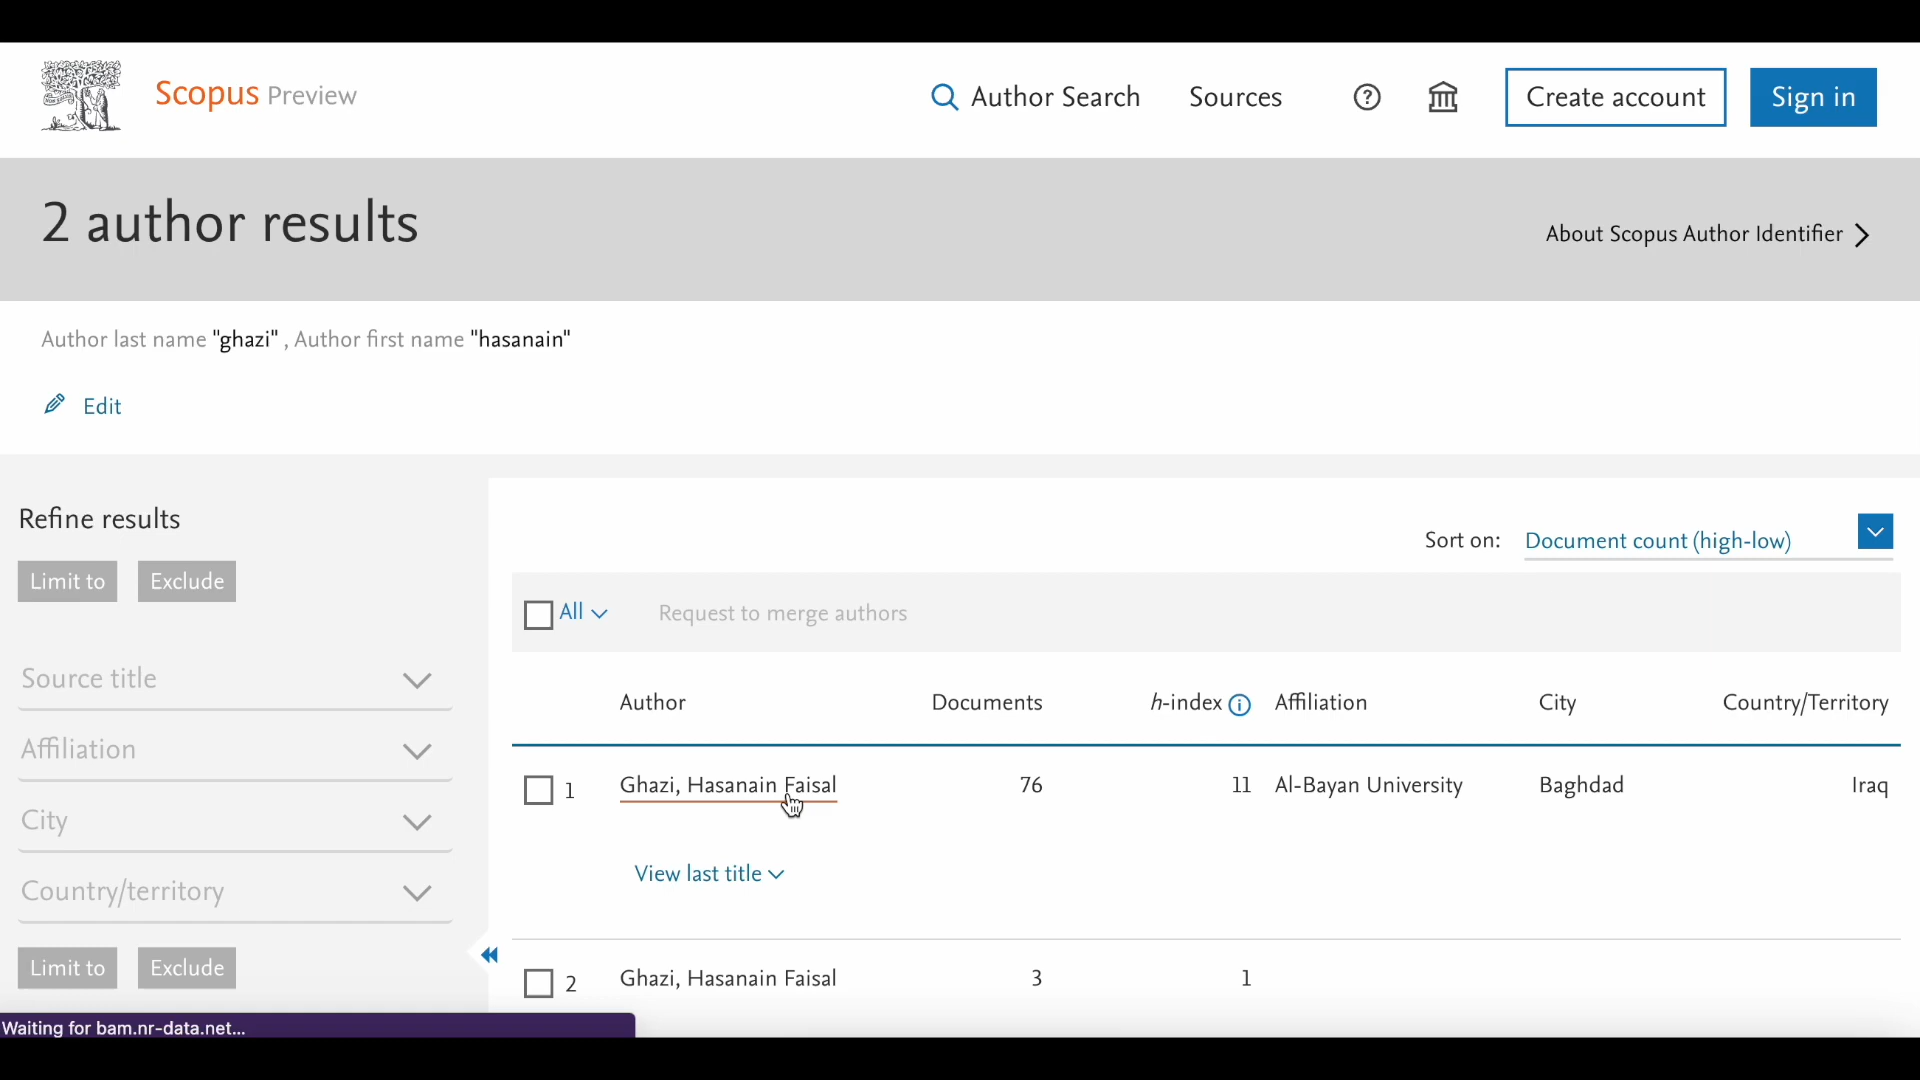 Scopus Preview
Author Search Sources Create account Sign in
2 author results
About Scopus Author Identifier
Author last name "ghazi" , Author first name "hasanain"
Edit
Refine results
Limit to Exclude
Source title
Affiliation
City
Country/territory
Limit to Exclude
Sort on: Document count (high-low)
All Request to merge authors
Author Documents h-index Affiliation City Country/Territory
1 Ghazi, Hasanain Faisal 76 11 Al-Bayan University Baghdad Iraq
View last title
2 Ghazi, Hasanain Faisal 3 1
Waiting for bam.nr-data.net...